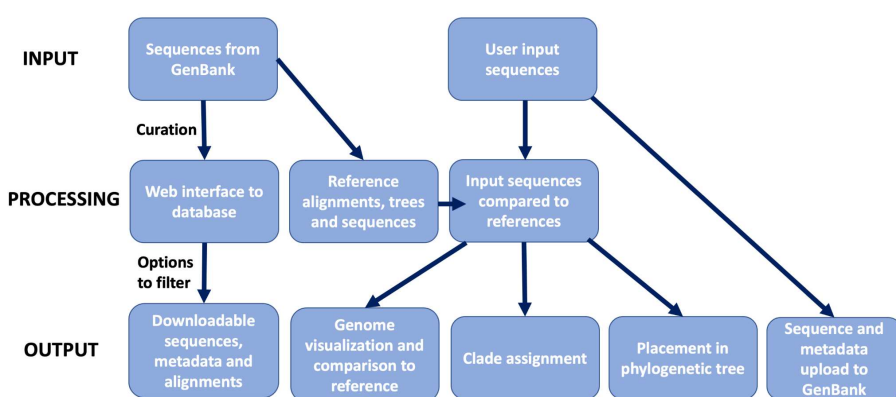 INPUT
Sequences from
GenBank
User input
sequences
Curation
PROCESSING
Web interface to
database
Reference
alignments, trees
and sequences
Input sequences
compared to
references
Options
to filter
OUTPUT
Downloadable
sequences,
metadata and
alignments
Genome
visualization and
comparison to
reference
Clade assignment
Placement in
phylogenetic tree
Sequence and
metadata
upload to
GenBank